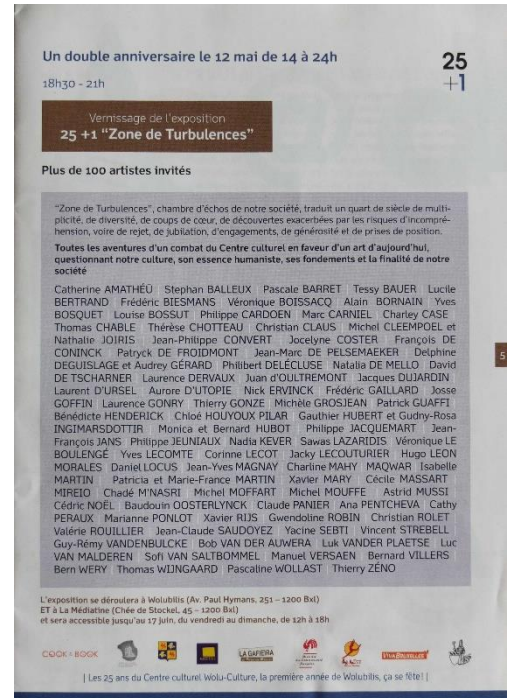 Un double anniversaire le 12 mai de 14 à 24h
25
+1
18h30 - 21h
Vernissage de l'exposition
25 +1 "Zone de Turbulences"
Plus de 100 artistes invités
"Zone de Turbulences", chambre d'échos de notre société, traduit un quart de siècle de multi-
plicité, de diversité, de coups de cœur, de découvertes exacerbées par les risques d'incompré-
hension, voire de rejet, de jubilation, d'engagements, de générosité et de prises de position.
Toutes les aventures d'un combat du Centre culturel en faveur d'un art d'aujourd'hui,
questionnant notre culture, son essence humaniste, ses fondements et la finalité de notre
société
Catherine AMATHÉÜ | Stephan BALLEUX | Pascale BARRET | Tessy BAUER | Lucile
BERTRAND | Frédéric BIESMANS | Véronique BOISSACQ | Alain BORNAIN | Yves
BOSQUET | Louise BOSSUT | Philippe CARDOEN | Marc CARNIEL | Charley CASE
Thomas CHABLE | Thérèse CHOTTEAU | Christian CLAUS | Michel CLEEMPOEL et
Nathalie JOIRIS | Jean-Philippe CONVERT | Jocelyne COSTER | François DE
CONINCK | Patryck DE FROIDMONT | Jean-Marc DE PELSEMAEKER | Delphine
DEGUISLAGE et Audrey GÉRARD | Philibert DELÉCLUSE | Natalia DE MELLO | David
DE TSCHARNER | Laurence DERVAUX | Juan d'OULTREMONT | Jacques DUJARDIN
Laurent D'URSEL | Aurore D'UTOPIE | Nick ERVINCK | Frédéric GAILLARD | Josse
GOFFIN | Laurence GONRY | Thierry GONZE | Michèle GROSJEAN | Patrick GUAFFI
Bénédicte HENDERICK | Chloé HOUYOUX PILAR | Gauthier HUBERT et Gudny-Rosa
INGIMARSDOTTIR | Monica et Bernard HUBOT | Philippe JACQUEMART | Jean-
François JANS | Philippe JEUNIAUX | Nadia KEVER | Sawas LAZARIDIS | Véronique LE
BOULENGÉ | Yves LECOMTE | Corinne LECOT | Jacky LECOUTURIER | Hugo LEON
MORALES | Daniel LOCUS | Jean-Yves MAGNAY | Charline MAHY | MAQWAR | Isabelle
MARTIN | Patricia et Marie-France MARTIN | Xavier MARY | Cécile MASSART
MIREIO | Chadé M'NASRI | Michel MOFFART | Michel MOUFFE | Astrid MUSSI
Cédric NOËL | Baudouin OOSTERLYNCK | Claude PANIER | Ana PENTCHEVA | Cathy
PERAUX | Marianne PONLOT | Xavier RIJS | Gwendoline ROBIN | Christian ROLET
Valérie ROUILLIER | Jean-Claude SAUDOYEZ | Yacine SEBTI | Vincent STREBELL
Guy-Rémy VANDENBULCKE | Bob VAN DER AUWERA | Luk VANDER PLAETSE | Luc
VAN MALDEREN | Sofi VAN SALTBOMMEL | Manuel VERSAEN | Bernard VILLERS
Bern WERY | Thomas WIJNGAARD | Pascaline WOLLAST | Thierry ZÉNO
5
L'exposition se déroulera à Wolubilis (Av. Paul Hymans, 251 – 1200 Bxl)
ET à La Médiatine (Chée de Stockel, 45 – 1200 Bxl)
et sera accessible jusqu'au 17 juin, du vendredi au dimanche, de 12h à 18h
COOK & BOOK
LA CAFIEIRA
VIVA BRUXELLES
| Les 25 ans du Centre culturel Wolu-Culture, la première année de Wolubilis, ça se fête! |